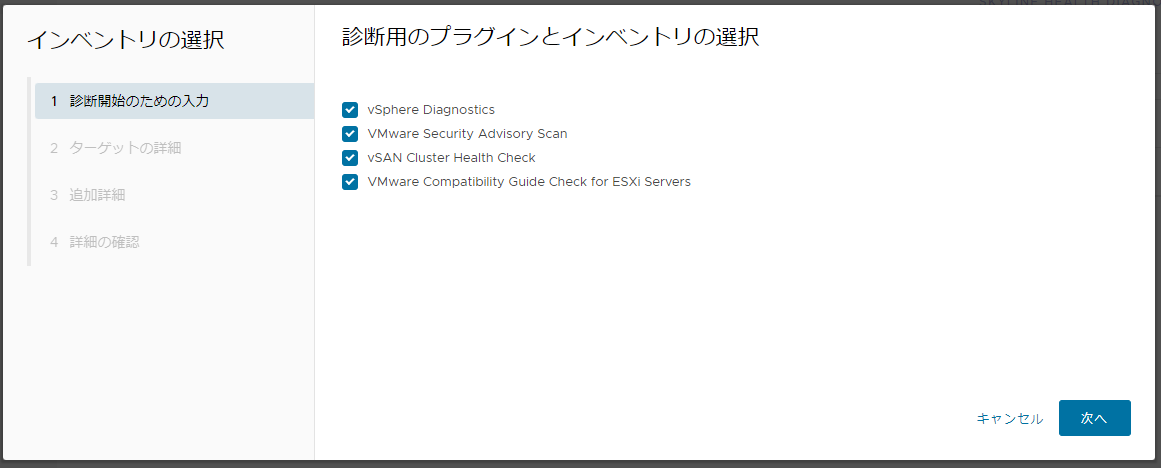 インベントリの選択
1 診断開始のための入力
2 ターゲットの詳細
3 追加詳細
4 詳細の確認
診断用のプラグインとインベントリの選択
vSphere Diagnostics
VMware Security Advisory Scan
vSAN Cluster Health Check
VMware Compatibility Guide Check for ESXi Servers
キャンセル
次へ